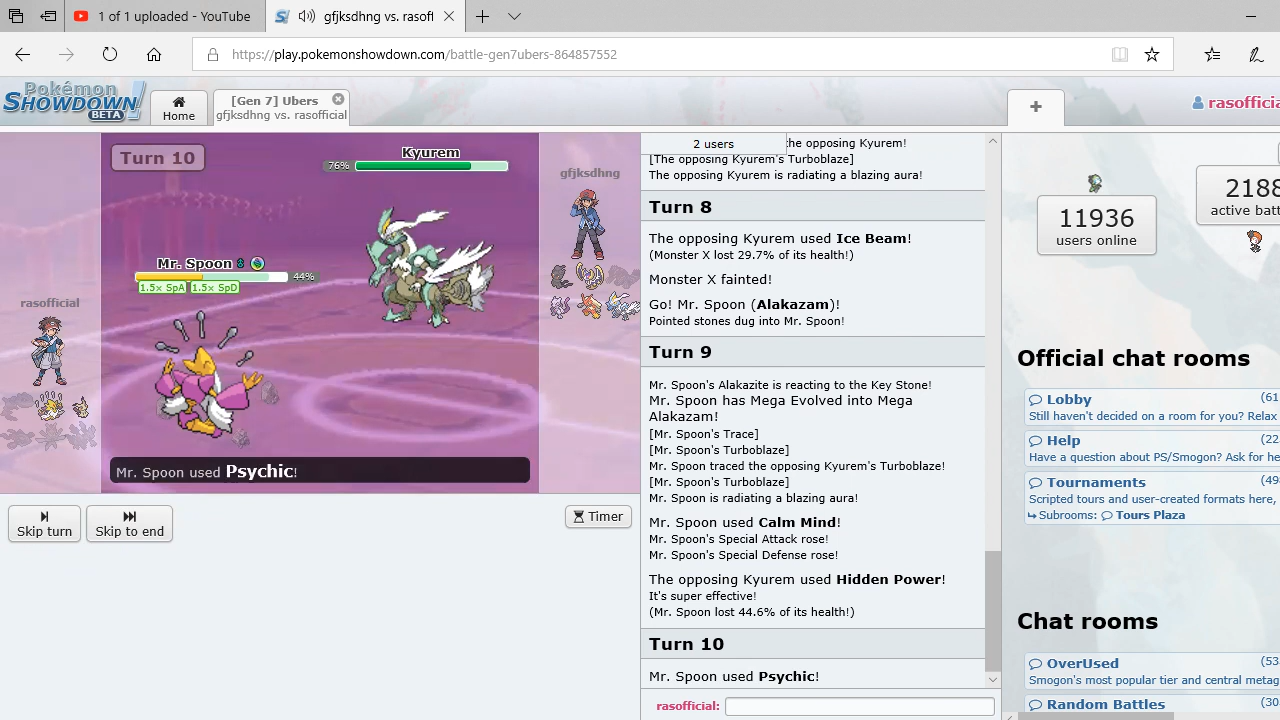 1 of 1 uploaded - YouTube
gfjksdhng vs. rasoff
https://play.pokemonshowdown.com/battle-gen7ubers-864857552
Pokémon
SHOWDOWN!
BETA
Home
[Gen 7] Ubers
gfjksdhng vs. rasofficial
+
rasofficia
Turn 10
Kyurem
76%
Mr. Spoon
44%
1.5× SpA
1.5× SpD
rasofficial
gfjksdhng
Mr. Spoon used Psychic!
Skip turn
Skip to end
Timer
2 users
the opposing Kyurem!
[The opposing Kyurem's Turboblaze]
The opposing Kyurem is radiating a blazing aura!
Turn 8
The opposing Kyurem used Ice Beam!
(Monster X lost 29.7% of its health!)
Monster X fainted!
Go! Mr. Spoon (Alakazam)!
Pointed stones dug into Mr. Spoon!
Turn 9
Mr. Spoon's Alakazite is reacting to the Key Stone!
Mr. Spoon has Mega Evolved into Mega
Alakazam!
[Mr. Spoon's Trace]
[Mr. Spoon's Turboblaze]
Mr. Spoon traced the opposing Kyurem's Turboblaze!
[Mr. Spoon's Turboblaze]
Mr. Spoon is radiating a blazing aura!
Mr. Spoon used Calm Mind!
Mr. Spoon's Special Attack rose!
Mr. Spoon's Special Defense rose!
The opposing Kyurem used Hidden Power!
It's super effective!
(Mr. Spoon lost 44.6% of its health!)
Turn 10
Mr. Spoon used Psychic!
rasofficial:
11936
users online
2188
active batt
Official chat rooms
Lobby (61
Still haven't decided on a room for you? Relax
Help (22
Have a question about PS/Smogon? Ask for he
Tournaments (49
Scripted tours and user-created formats here,
↳ Subrooms: Tours Plaza
Chat rooms
OverUsed (53
Smogon's most popular tier and central metag
Random Battles (30